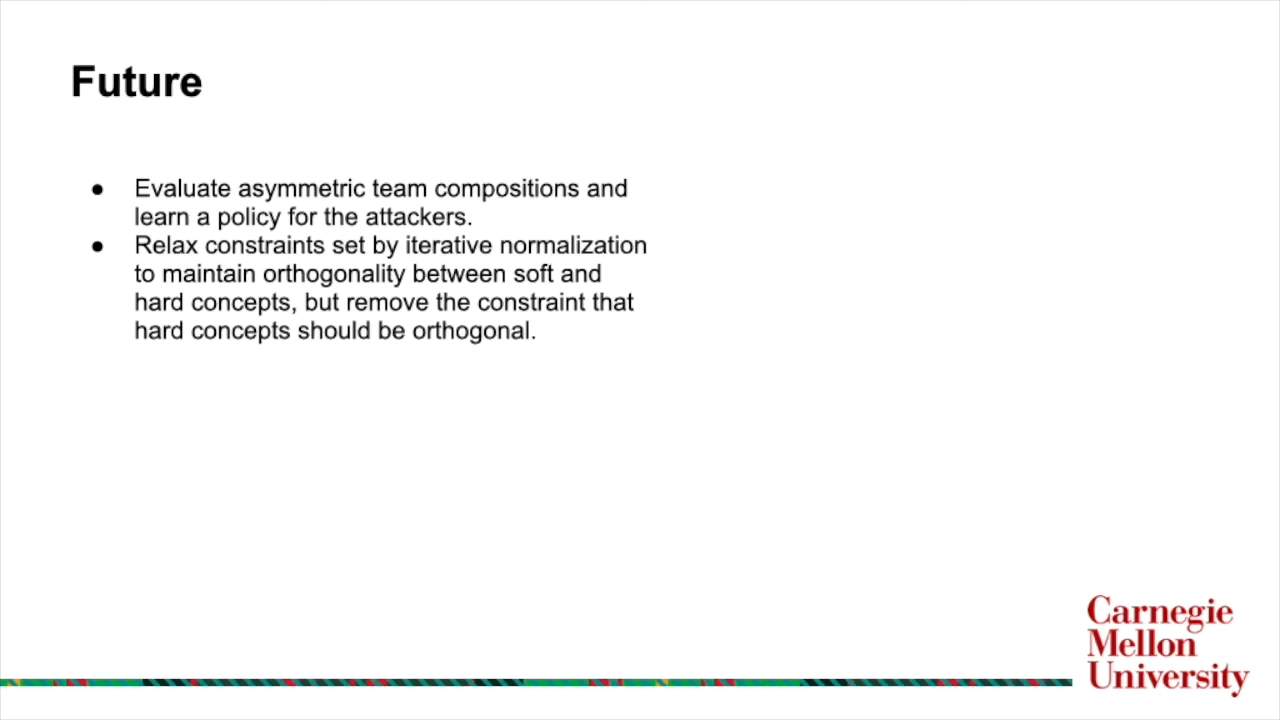 Future
● Evaluate asymmetric team compositions and
learn a policy for the attackers.
● Relax constraints set by iterative normalization
to maintain orthogonality between soft and
hard concepts, but remove the constraint that
hard concepts should be orthogonal.
Carnegie
Mellon
University